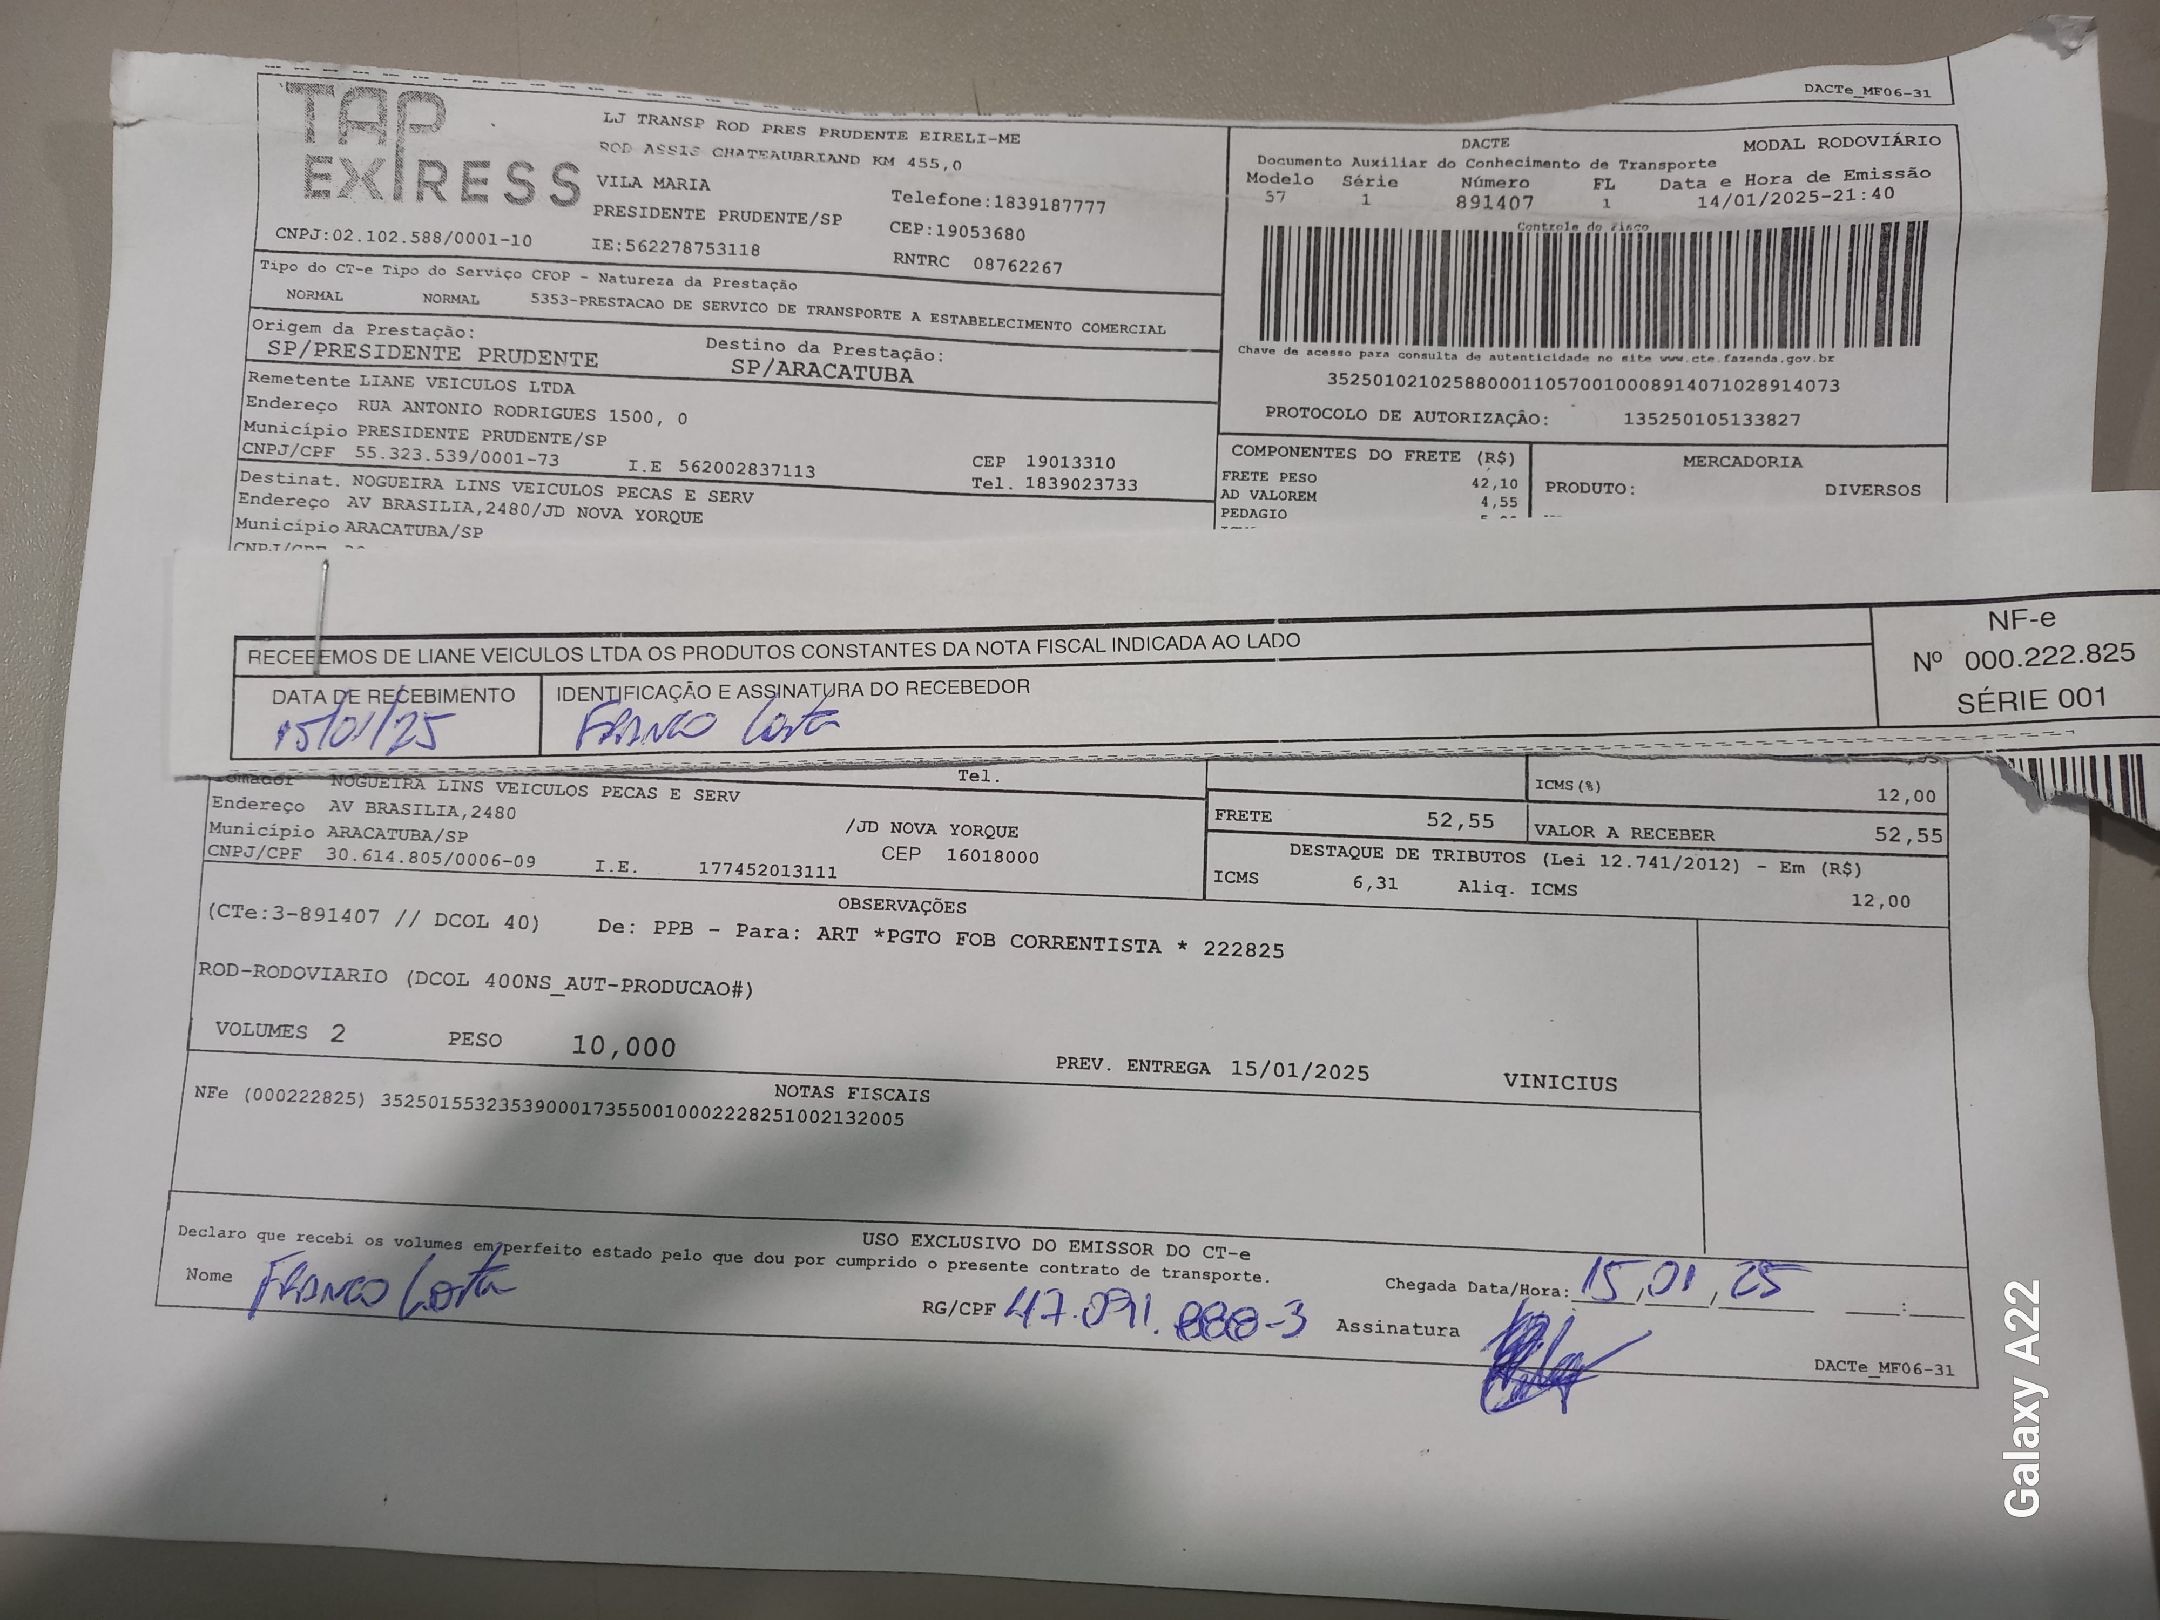 DACTe_MF06-31
TAP EXPRESS
LJ TRANSP ROD PRES PRUDENTE EIRELI-ME
ROD ASSIS CHATEAUBRIAND KM 455,0
VILA MARIA
Telefone:1839187777
PRESIDENTE PRUDENTE/SP
CEP:19053680
CNPJ:02.102.588/0001-10 IE:562278753118
RNTRC 08762267
DACTE MODAL RODOVIÁRIO
Documento Auxiliar do Conhecimento de Transporte
Modelo Série Número FL Data e Hora de Emissão
57 1 891407 1 14/01/2025-21:40
Controle do Fisco
Chave de acesso para consulta de autenticidade no site www.cte.fazenda.gov.br
35250102102588000110570010008914071028914073
PROTOCOLO DE AUTORIZAÇÃO: 135250105133827
Tipo do CT-e Tipo do Serviço CFOP - Natureza da Prestação
NORMAL NORMAL 5353-PRESTACAO DE SERVICO DE TRANSPORTE A ESTABELECIMENTO COMERCIAL
Origem da Prestação: Destino da Prestação:
SP/PRESIDENTE PRUDENTE SP/ARACATUBA
Remetente LIANE VEICULOS LTDA
Endereço RUA ANTONIO RODRIGUES 1500, 0
Município PRESIDENTE PRUDENTE/SP
CEP 19013310
CNPJ/CPF 55.323.539/0001-73 I.E 562002837113 Tel. 1839023733
Destinat. NOGUEIRA LINS VEICULOS PECAS E SERV
Endereço AV BRASILIA,2480/JD NOVA YORQUE
Município ARACATUBA/SP
CNPJ/CPF
COMPONENTES DO FRETE (R$) MERCADORIA
FRETE PESO 42,10 PRODUTO: DIVERSOS
AD VALOREM 4,55
PEDAGIO
RECEBEMOS DE LIANE VEICULOS LTDA OS PRODUTOS CONSTANTES DA NOTA FISCAL INDICADA AO LADO
DATA DE RECEBIMENTO IDENTIFICAÇÃO E ASSINATURA DO RECEBEDOR
15/01/25 FRANCO Costa
NF-e
Nº 000.222.825
SÉRIE 001
Tomador NOGUEIRA LINS VEICULOS PECAS E SERV
Tel.
Endereço AV BRASILIA,2480
/JD NOVA YORQUE
Município ARACATUBA/SP
CEP 16018000
CNPJ/CPF 30.614.805/0006-09 I.E. 177452013111
ICMS(%) 12,00
FRETE 52,55 VALOR A RECEBER 52,55
DESTAQUE DE TRIBUTOS (Lei 12.741/2012) - Em (R$)
ICMS 6,31 Aliq. ICMS 12,00
OBSERVAÇÕES
(CTe:3-891407 // DCOL 40) De: PPB - Para: ART *PGTO FOB CORRENTISTA * 222825
ROD-RODOVIARIO (DCOL 400NS_AUT-PRODUCAO#)
VOLUMES 2 PESO 10,000 PREV. ENTREGA 15/01/2025 VINICIUS
NOTAS FISCAIS
NFe (000222825) 35250155323539000173550010002228251002132005
USO EXCLUSIVO DO EMISSOR DO CT-e
Declaro que recebi os volumes em perfeito estado pelo que dou por cumprido o presente contrato de transporte.
Nome FRANCO Costa RG/CPF 47.091.888-3 Chegada Data/Hora: 15,01,25 :
Assinatura
DACTe_MF06-31
Galaxy A22